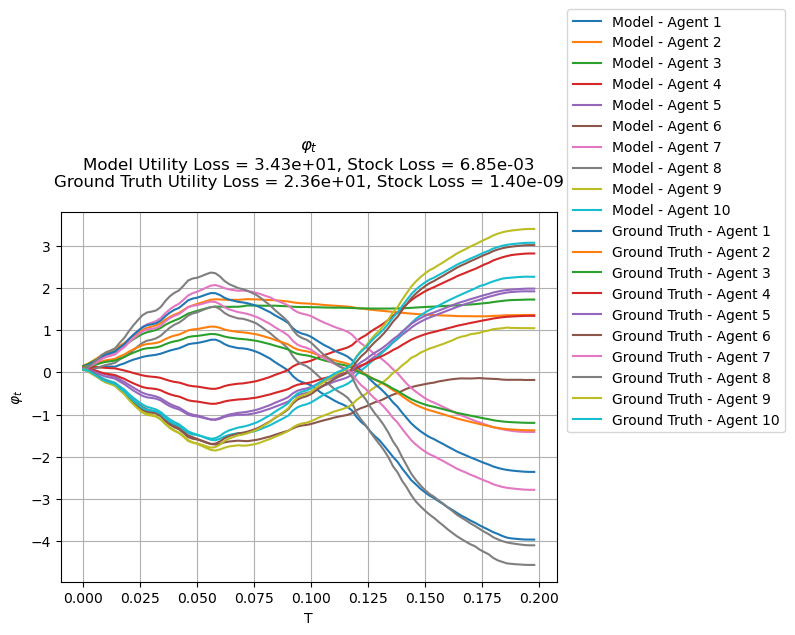 φₜ
Model Utility Loss = 3.43e+01, Stock Loss = 6.85e-03
Ground Truth Utility Loss = 2.36e+01, Stock Loss = 1.40e-09
φₜ
3
2
1
0
−1
−2
−3
−4
0.000 0.025 0.050 0.075 0.100 0.125 0.150 0.175 0.200
T
Model - Agent 1
Model - Agent 2
Model - Agent 3
Model - Agent 4
Model - Agent 5
Model - Agent 6
Model - Agent 7
Model - Agent 8
Model - Agent 9
Model - Agent 10
Ground Truth - Agent 1
Ground Truth - Agent 2
Ground Truth - Agent 3
Ground Truth - Agent 4
Ground Truth - Agent 5
Ground Truth - Agent 6
Ground Truth - Agent 7
Ground Truth - Agent 8
Ground Truth - Agent 9
Ground Truth - Agent 10